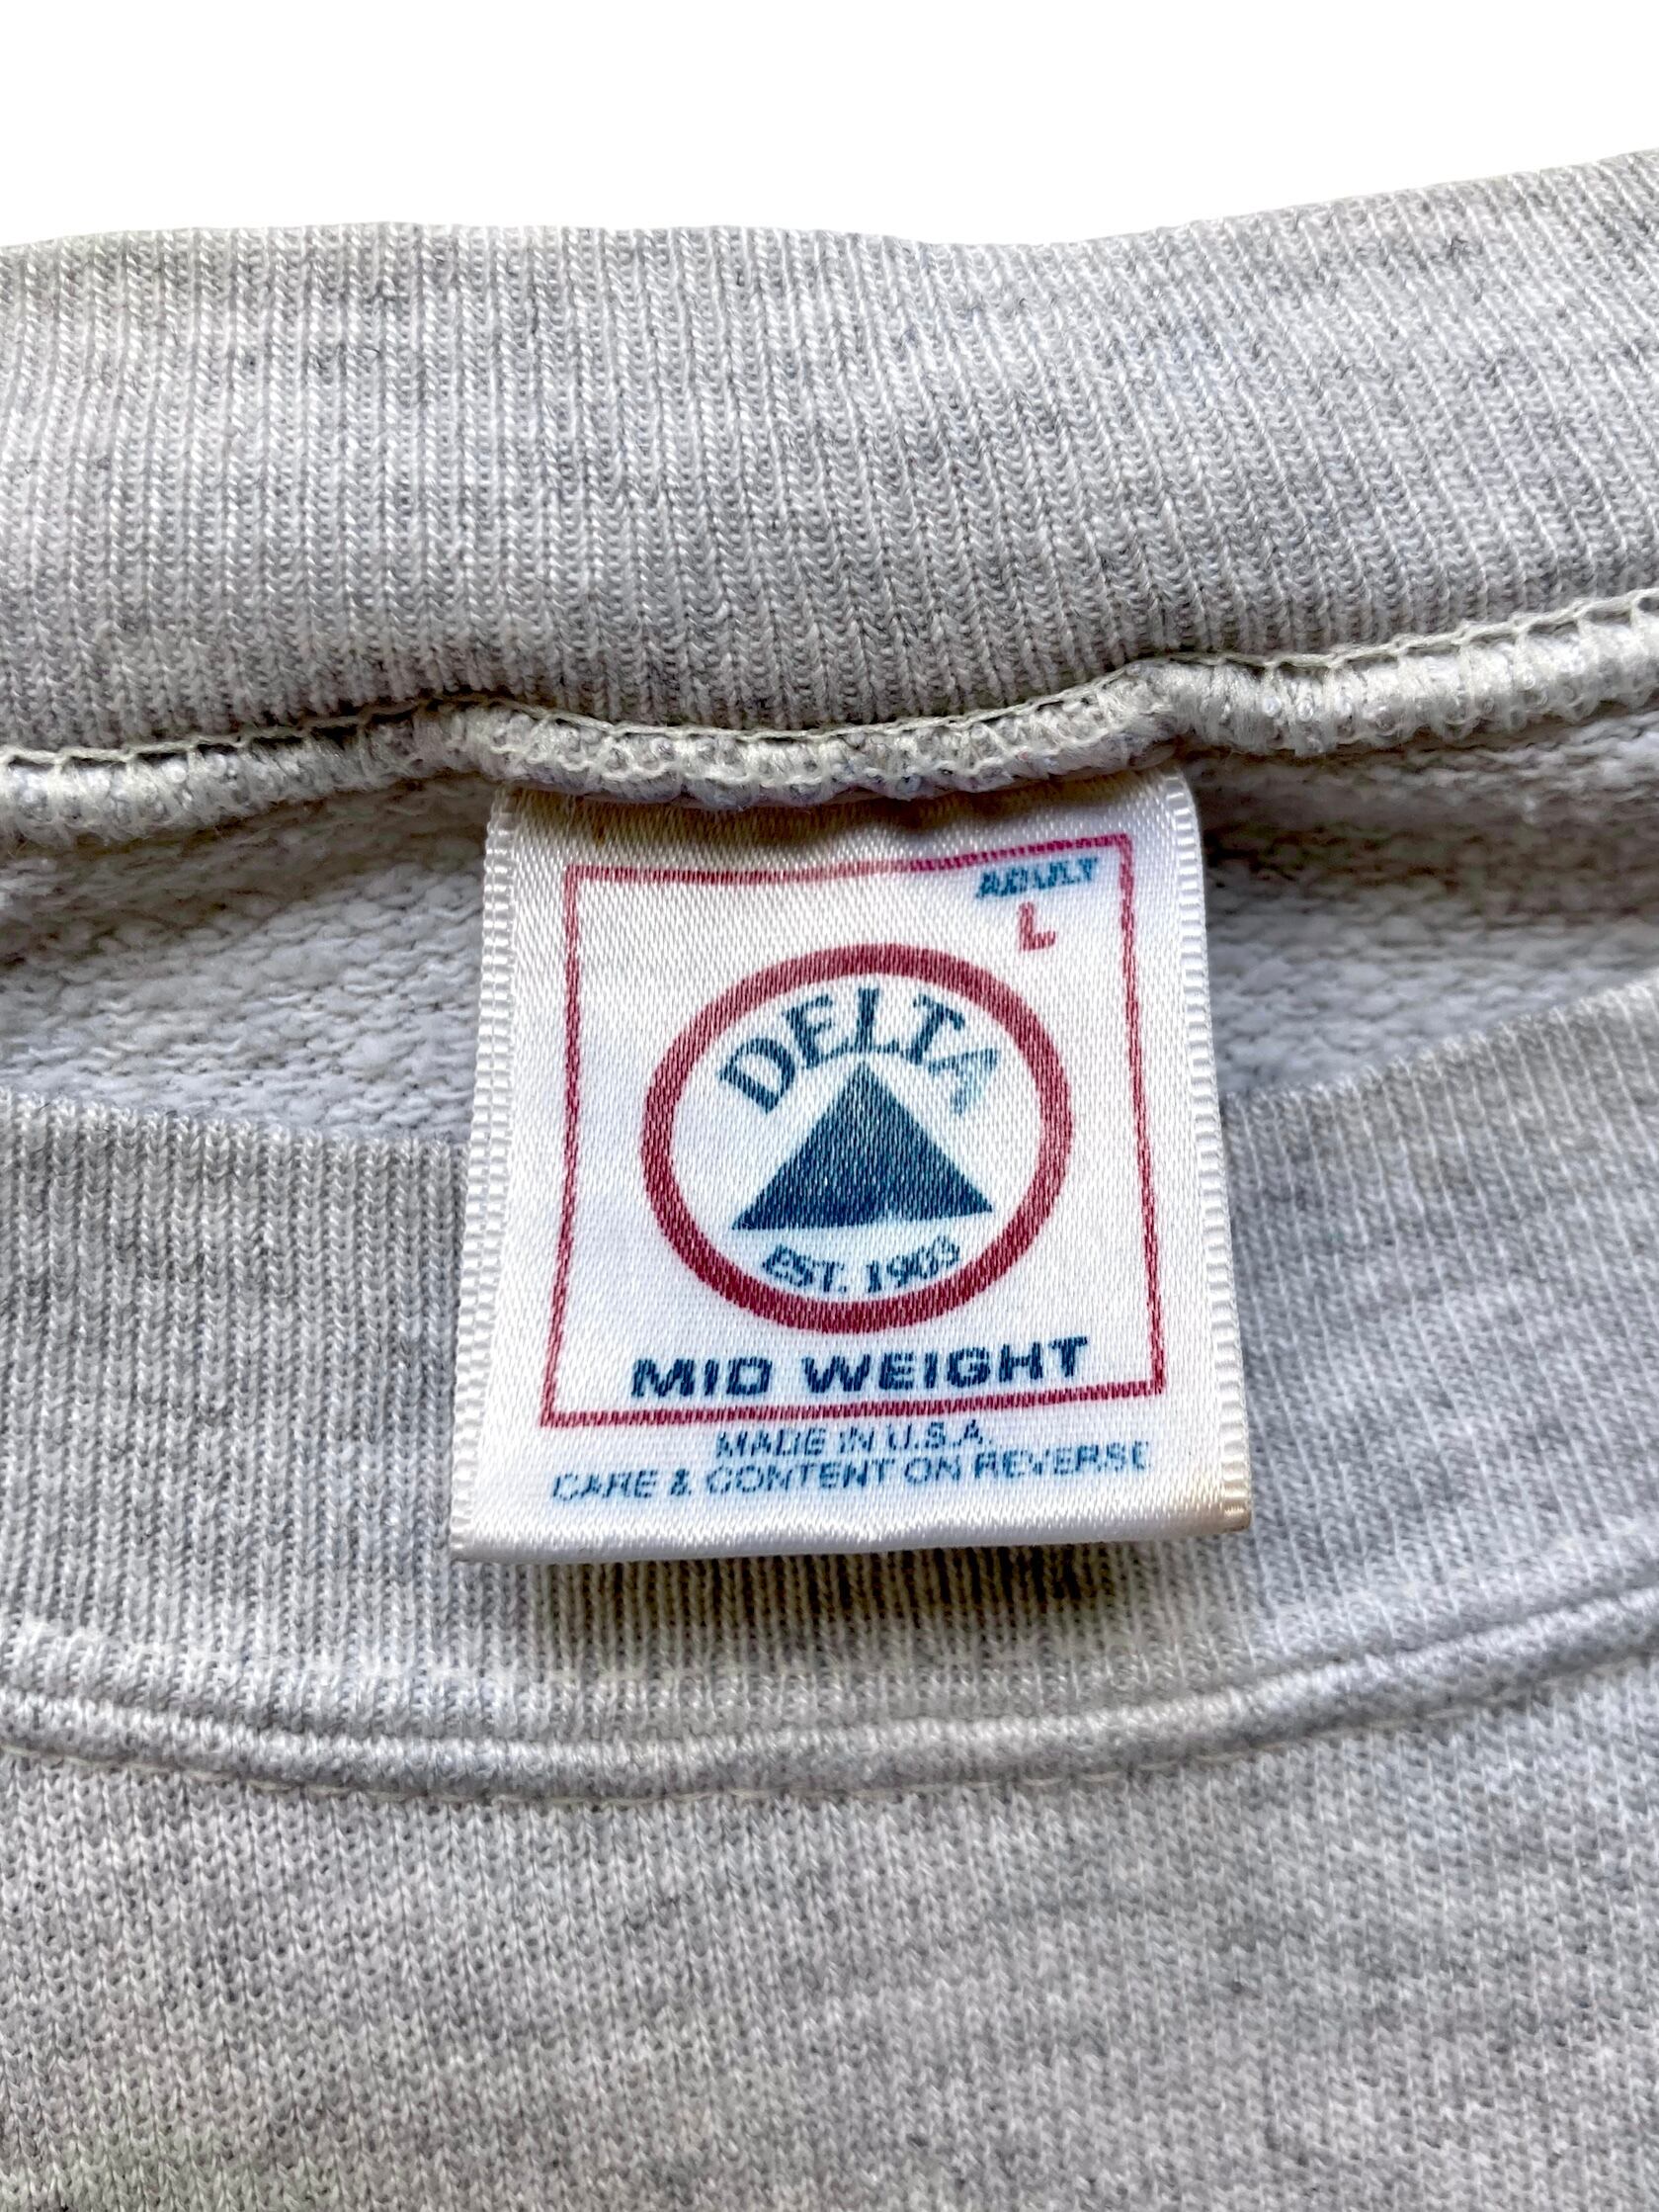 ADULT
L
DELTA
EST. 1903
MID WEIGHT
MADE IN U.S.A.
CARE & CONTENT ON REVERSE